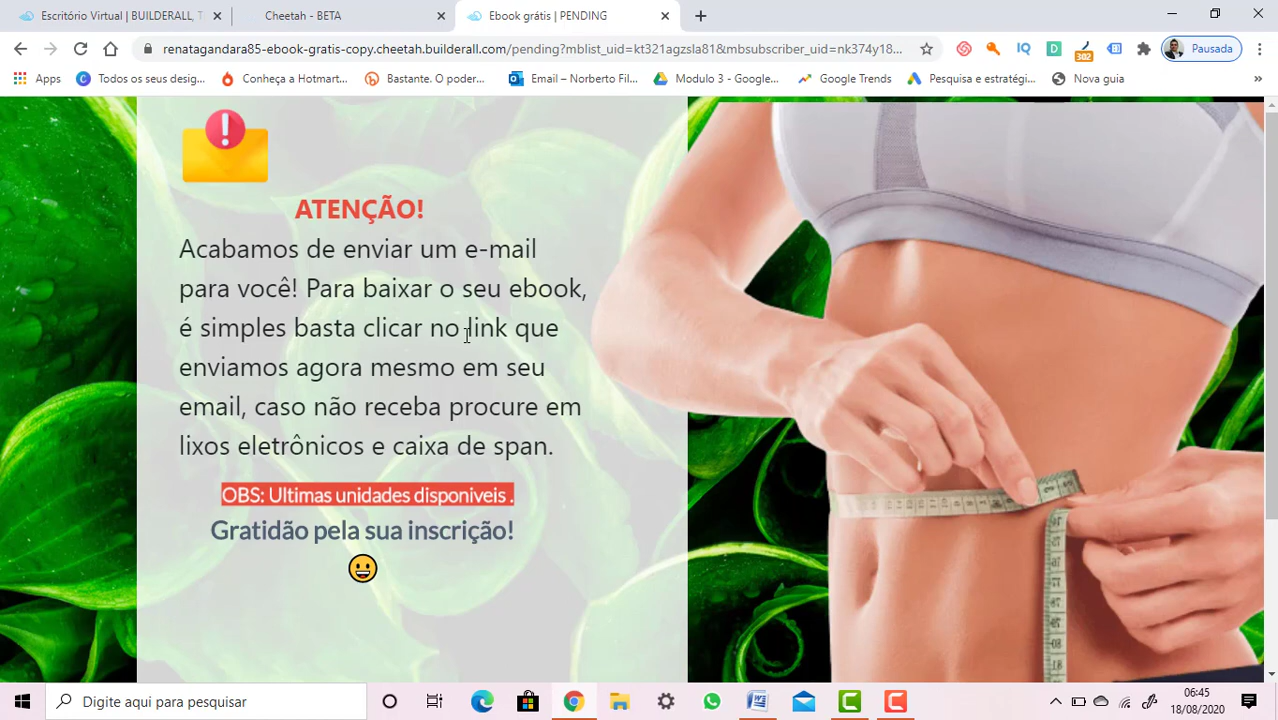 Escritório Virtual | BUILDERALL, T
Cheetah - BETA
Ebook grátis | PENDING
renatagandara85-ebook-gratis-copy.cheetah.builderall.com/pending?mblist_uid=kt321agzsla81&mbsubscriber_uid=nk374y18...
302
Pausada
Apps
Todos os seus desig...
Conheça a Hotmart...
Bastante. O poder...
Email – Norberto Fil...
Modulo 1 - Google...
Google Trends
Pesquisa e estratégi...
Nova guia
ATENÇÃO!
Acabamos de enviar um e-mail
para você! Para baixar o seu ebook,
é simples basta clicar no link que
enviamos agora mesmo em seu
email, caso não receba procure em
lixos eletrônicos e caixa de span.
OBS: Ultimas unidades disponiveis .
Gratidão pela sua inscrição!
Digite aqui para pesquisar
06:45
18/08/2020